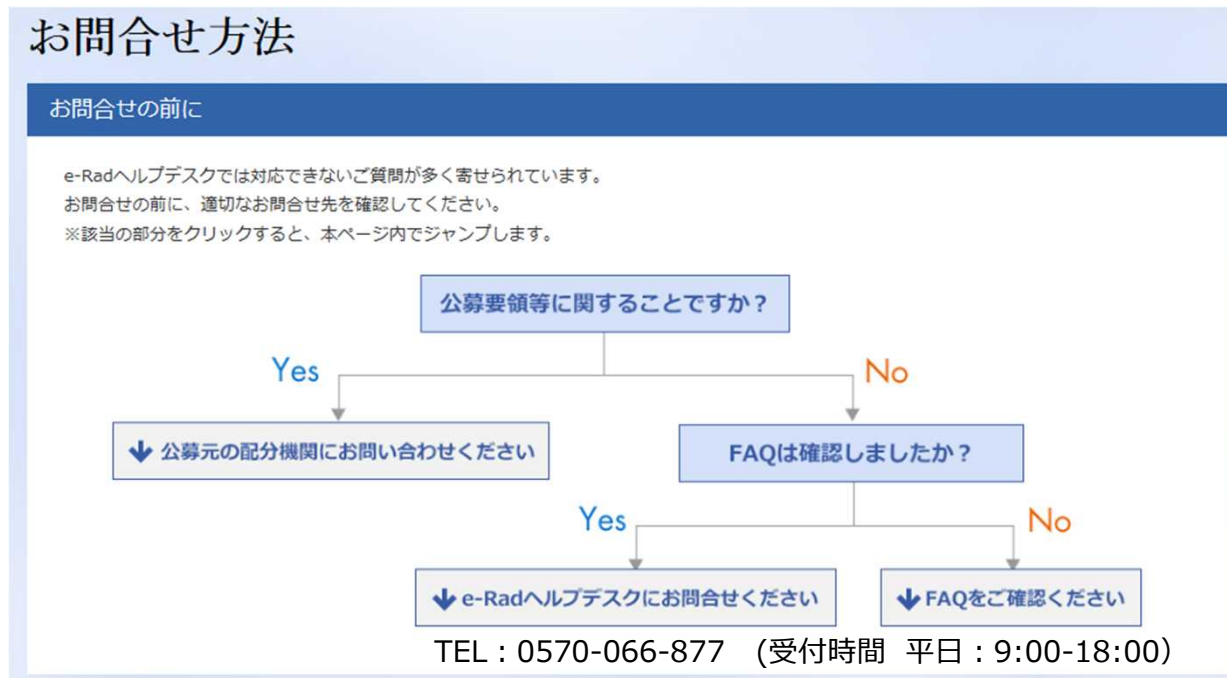 お問合せ方法
お問合せの前に
e-Radヘルプデスクでは対応できないご質問が多く寄せられています。
お問合せの前に、適切なお問合せ先を確認してください。
※該当の部分をクリックすると、本ページ内でジャンプします。
公募要領等に関することですか？
Yes
No
公募元の配分機関にお問い合わせください
FAQは確認しましたか？
Yes
No
e-Radヘルプデスクにお問合せください
FAQをご確認ください
TEL：0570-066-877 (受付時間 平日：9:00-18:00)